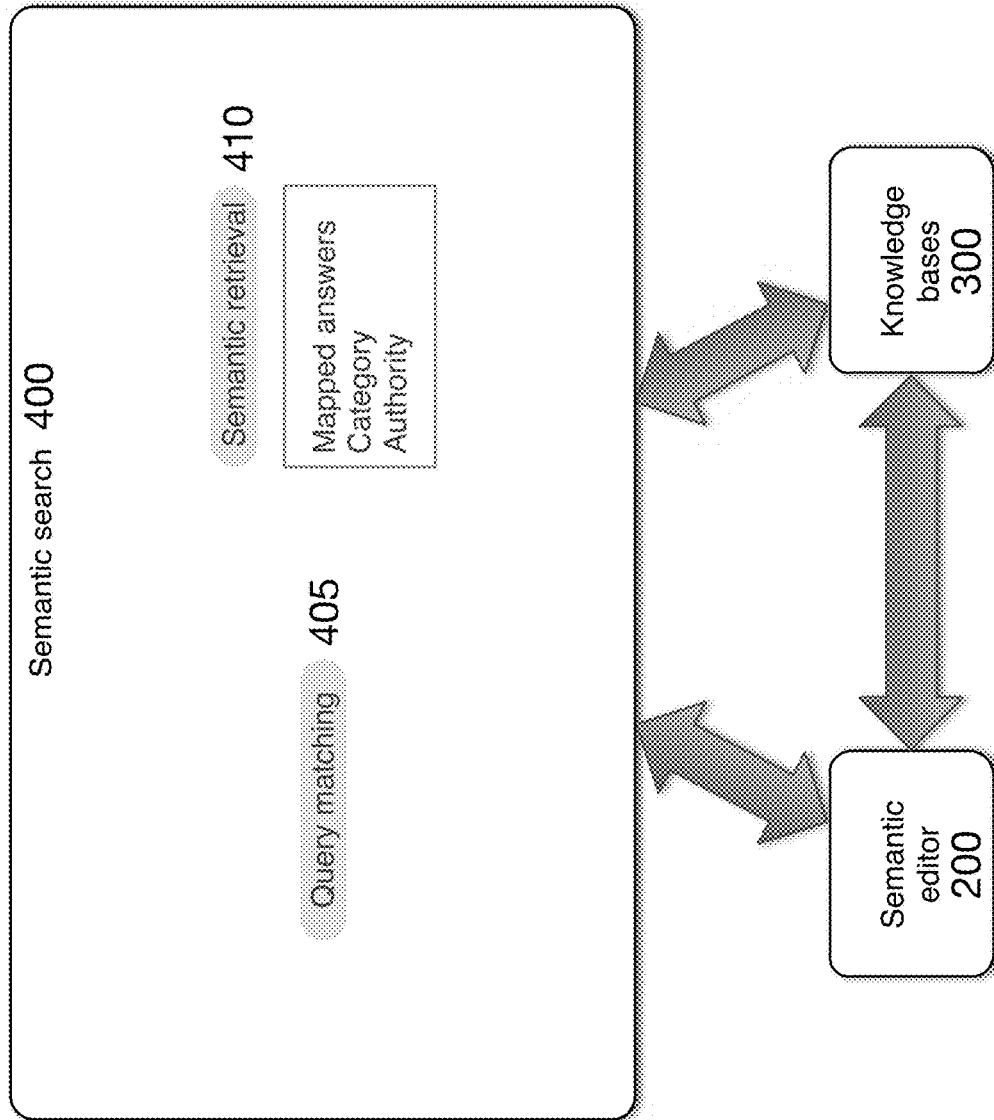 Semantic search 400
Semantic retrieval 410
Query matching 405
Mapped answers
Category
Authority
Semantic
editor
200
Knowledge
bases
300